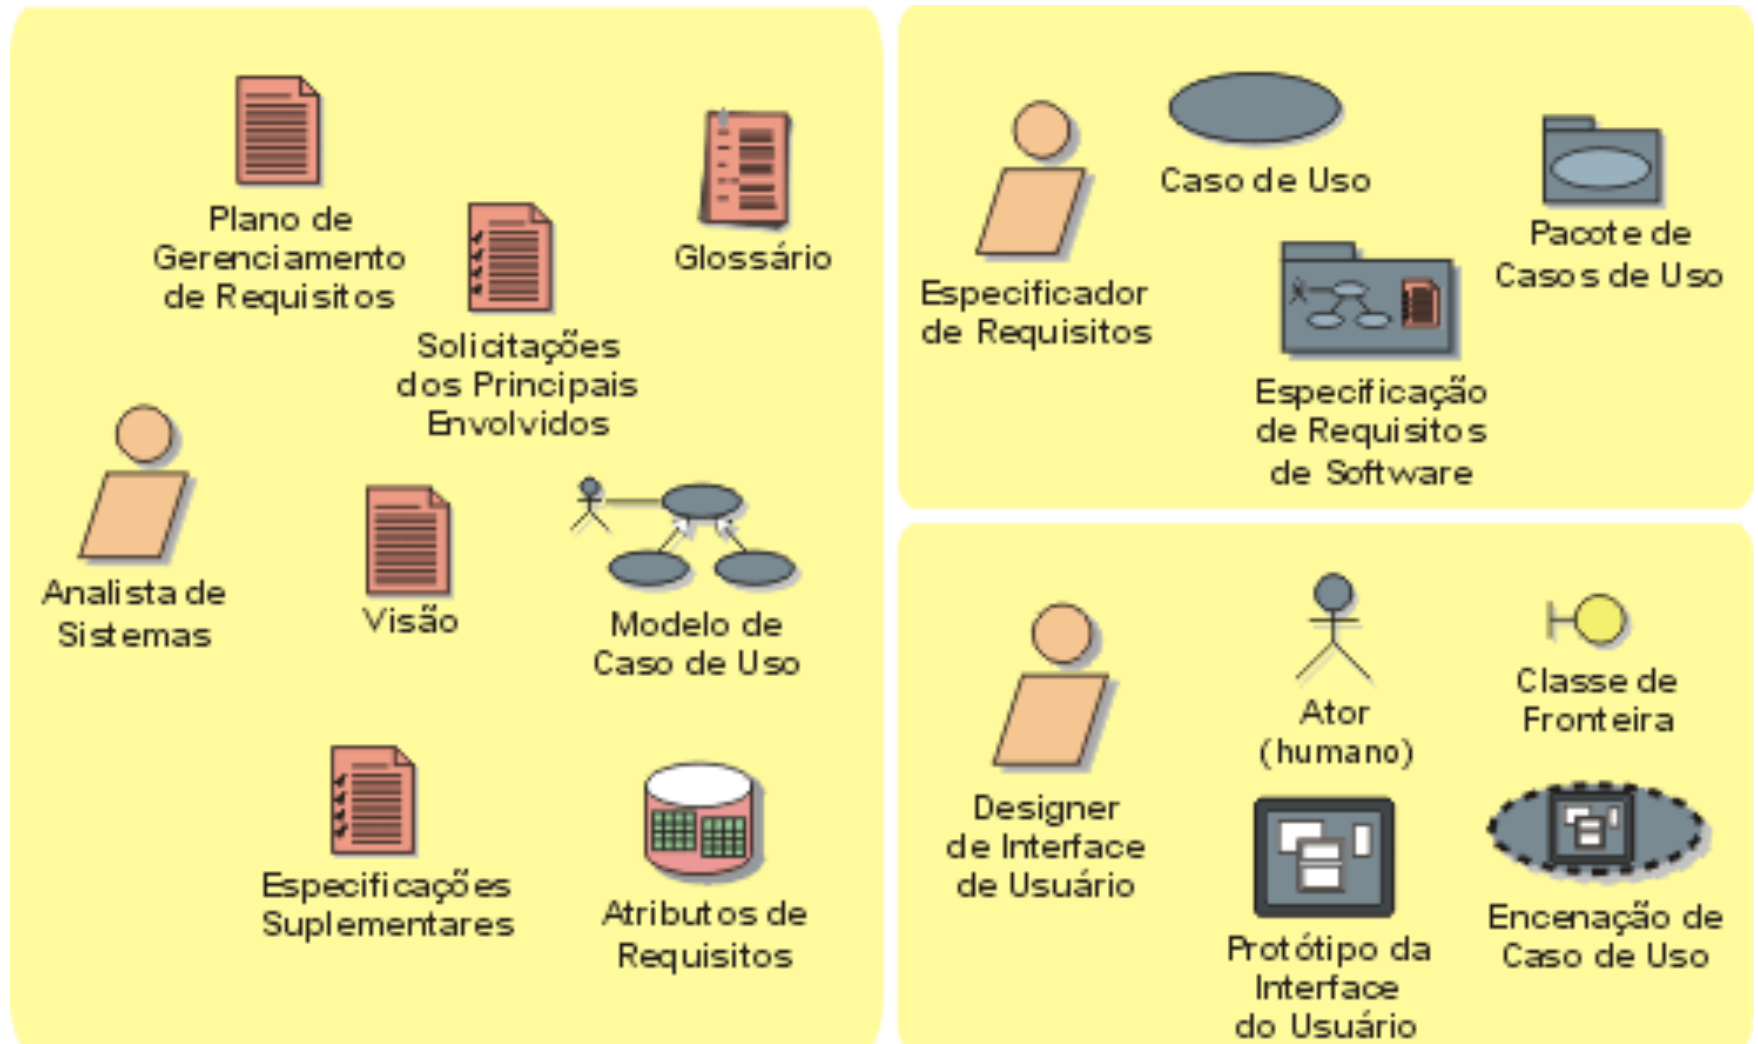 Plano de
Gerenciamento
de Requisitos
Glossário
Solicitações
dos Principais
Envolvidos
Analista de
Sistemas
Visão
Modelo de
Caso de Uso
Especificações
Suplementares
Atributos de
Requisitos
Especificador
de Requisitos
Caso de Uso
Pacote de
Casos de Uso
Especificação
de Requisitos
de Software
Designer
de Interface
de Usuário
Ator
(humano)
Classe de
Fronteira
Protótipo da
Interface
do Usuário
Encenação de
Caso de Uso